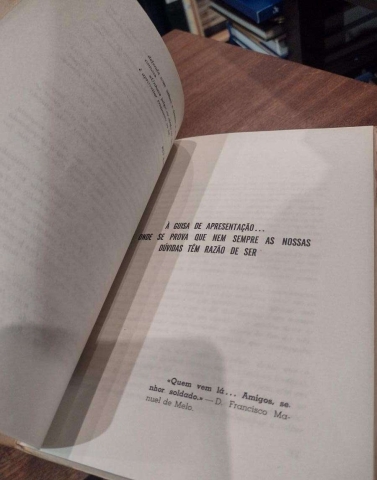 À GUISA DE APRESENTAÇÃO...
ONDE SE PROVA QUE NEM SEMPRE AS NOSSAS
DÚVIDAS TÊM RAZÃO DE SER
«Quem vem lá... Amigos, se-
nhor soldado.» — D. Francisco Ma-
nuel de Melo.